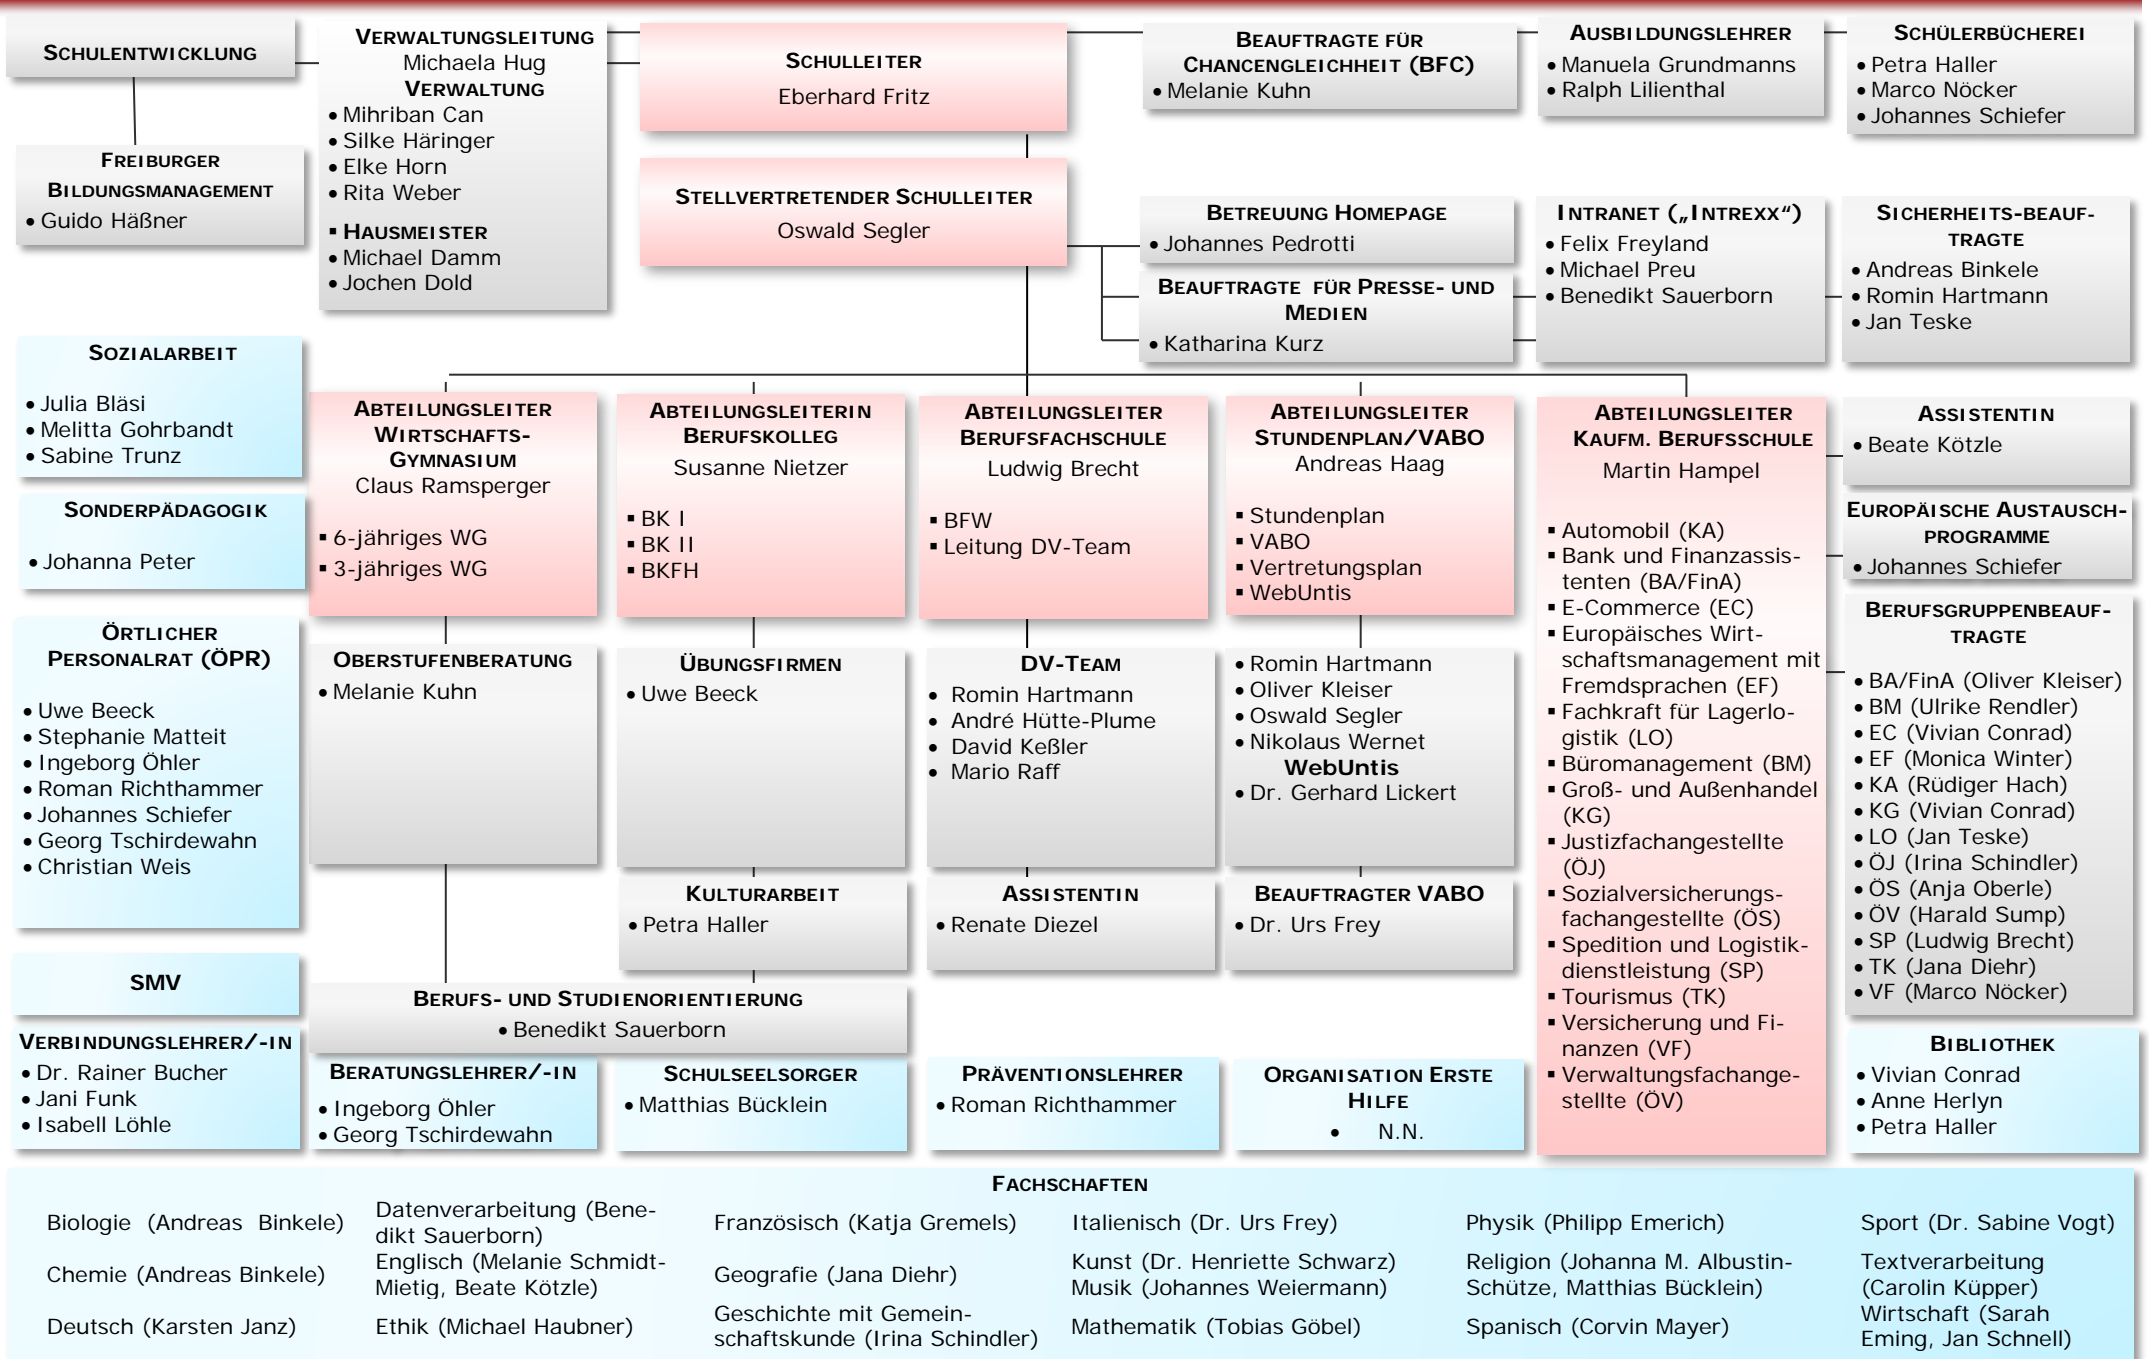 SCHULENTWICKLUNG
FREIBURGER
BILDUNGSMANAGEMENT
• Guido Häßner
VERWALTUNGSLEITUNG
Michaela Hug
VERWALTUNG
• Mihriban Can
• Silke Häringer
• Elke Horn
• Rita Weber
▪ HAUSMEISTER
• Michael Damm
• Jochen Dold
SCHULLEITER
Eberhard Fritz
STELLVERTRETENDER SCHULLEITER
Oswald Segler
BEAUFTRAGTE FÜR
CHANCENGLEICHHEIT (BFC)
• Melanie Kuhn
AUSBILDUNGSLEHRER
• Manuela Grundmanns
• Ralph Lilienthal
SCHÜLERBÜCHEREI
• Petra Haller
• Marco Nöcker
• Johannes Schiefer
BETREUUNG HOMEPAGE
• Johannes Pedrotti
BEAUFTRAGTE FÜR PRESSE- UND
MEDIEN
• Katharina Kurz
INTRANET („INTREXX“)
• Felix Freyland
• Michael Preu
• Benedikt Sauerborn
SICHERHEITS-BEAUF-
TRAGTE
• Andreas Binkele
• Romin Hartmann
• Jan Teske
SOZIALARBEIT
• Julia Bläsi
• Melitta Gohrbandt
• Sabine Trunz
SONDERPÄDAGOGIK
• Johanna Peter
ÖRTLICHER
PERSONALRAT (ÖPR)
• Uwe Beeck
• Stephanie Matteit
• Ingeborg Öhler
• Roman Richthammer
• Johannes Schiefer
• Georg Tschirdewahn
• Christian Weis
SMV
VERBINDUNGSLEHRER/-IN
• Dr. Rainer Bucher
• Jani Funk
• Isabell Löhle
ABTEILUNGSLEITER
WIRTSCHAFTS-
GYMNASIUM
Claus Ramsperger
▪ 6-jähriges WG
▪ 3-jähriges WG
OBERSTUFENBERATUNG
• Melanie Kuhn
ABTEILUNGSLEITERIN
BERUFSKOLLEG
Susanne Nietzer
▪ BK I
▪ BK II
▪ BKFH
ÜBUNGSFIRMEN
• Uwe Beeck
KULTURARBEIT
• Petra Haller
BERUFS- UND STUDIENORIENTIERUNG
• Benedikt Sauerborn
BERATUNGSLEHRER/-IN
• Ingeborg Öhler
• Georg Tschirdewahn
SCHULSEELSORGER
• Matthias Bücklein
ABTEILUNGSLEITER
BERUFSFACHSCHULE
Ludwig Brecht
▪ BFW
▪ Leitung DV-Team
DV-TEAM
• Romin Hartmann
• André Hütte-Plume
• David Keßler
• Mario Raff
ASSISTENTIN
• Renate Diezel
PRÄVENTIONSLEHRER
• Roman Richthammer
ABTEILUNGSLEITER
STUNDENPLAN/VABO
Andreas Haag
▪ Stundenplan
▪ VABO
▪ Vertretungsplan
▪ WebUntis
• Romin Hartmann
• Oliver Kleiser
• Oswald Segler
• Nikolaus Wernet
WebUntis
• Dr. Gerhard Lickert
BEAUFTRAGTER VABO
• Dr. Urs Frey
ORGANISATION ERSTE
HILFE
• N.N.
ABTEILUNGSLEITER
KAUFM. BERUFSSCHULE
Martin Hampel
▪ Automobil (KA)
▪ Bank und Finanzassis-
tenten (BA/FinA)
▪ E-Commerce (EC)
▪ Europäisches Wirt-
schaftsmanagement mit
Fremdsprachen (EF)
▪ Fachkraft für Lagerlo-
gistik (LO)
▪ Büromanagement (BM)
▪ Groß- und Außenhandel
(KG)
▪ Justizfachangestellte
(ÖJ)
▪ Sozialversicherungs-
fachangestellte (ÖS)
▪ Spedition und Logistik-
dienstleistung (SP)
▪ Tourismus (TK)
▪ Versicherung und Fi-
nanzen (VF)
▪ Verwaltungsfachange-
stellte (ÖV)
ASSISTENTIN
• Beate Kötzle
EUROPÄISCHE AUSTAUSCH-
PROGRAMME
• Johannes Schiefer
BERUFSGRUPPENBEAUF-
TRAGTE
• BA/FinA (Oliver Kleiser)
• BM (Ulrike Rendler)
• EC (Vivian Conrad)
• EF (Monica Winter)
• KA (Rüdiger Hach)
• KG (Vivian Conrad)
• LO (Jan Teske)
• ÖJ (Irina Schindler)
• ÖS (Anja Oberle)
• ÖV (Harald Sump)
• SP (Ludwig Brecht)
• TK (Jana Diehr)
• VF (Marco Nöcker)
BIBLIOTHEK
• Vivian Conrad
• Anne Herlyn
• Petra Haller
FACHSCHAFTEN
Biologie (Andreas Binkele)
Chemie (Andreas Binkele)
Deutsch (Karsten Janz)
Datenverarbeitung (Bene-
dikt Sauerborn)
Englisch (Melanie Schmidt-
Mietig, Beate Kötzle)
Ethik (Michael Haubner)
Französisch (Katja Gremels)
Geografie (Jana Diehr)
Geschichte mit Gemein-
schaftskunde (Irina Schindler)
Italienisch (Dr. Urs Frey)
Kunst (Dr. Henriette Schwarz)
Musik (Johannes Weiermann)
Mathematik (Tobias Göbel)
Physik (Philipp Emerich)
Religion (Johanna M. Albustin-
Schütze, Matthias Bücklein)
Spanisch (Corvin Mayer)
Sport (Dr. Sabine Vogt)
Textverarbeitung
(Carolin Küpper)
Wirtschaft (Sarah
Eming, Jan Schnell)